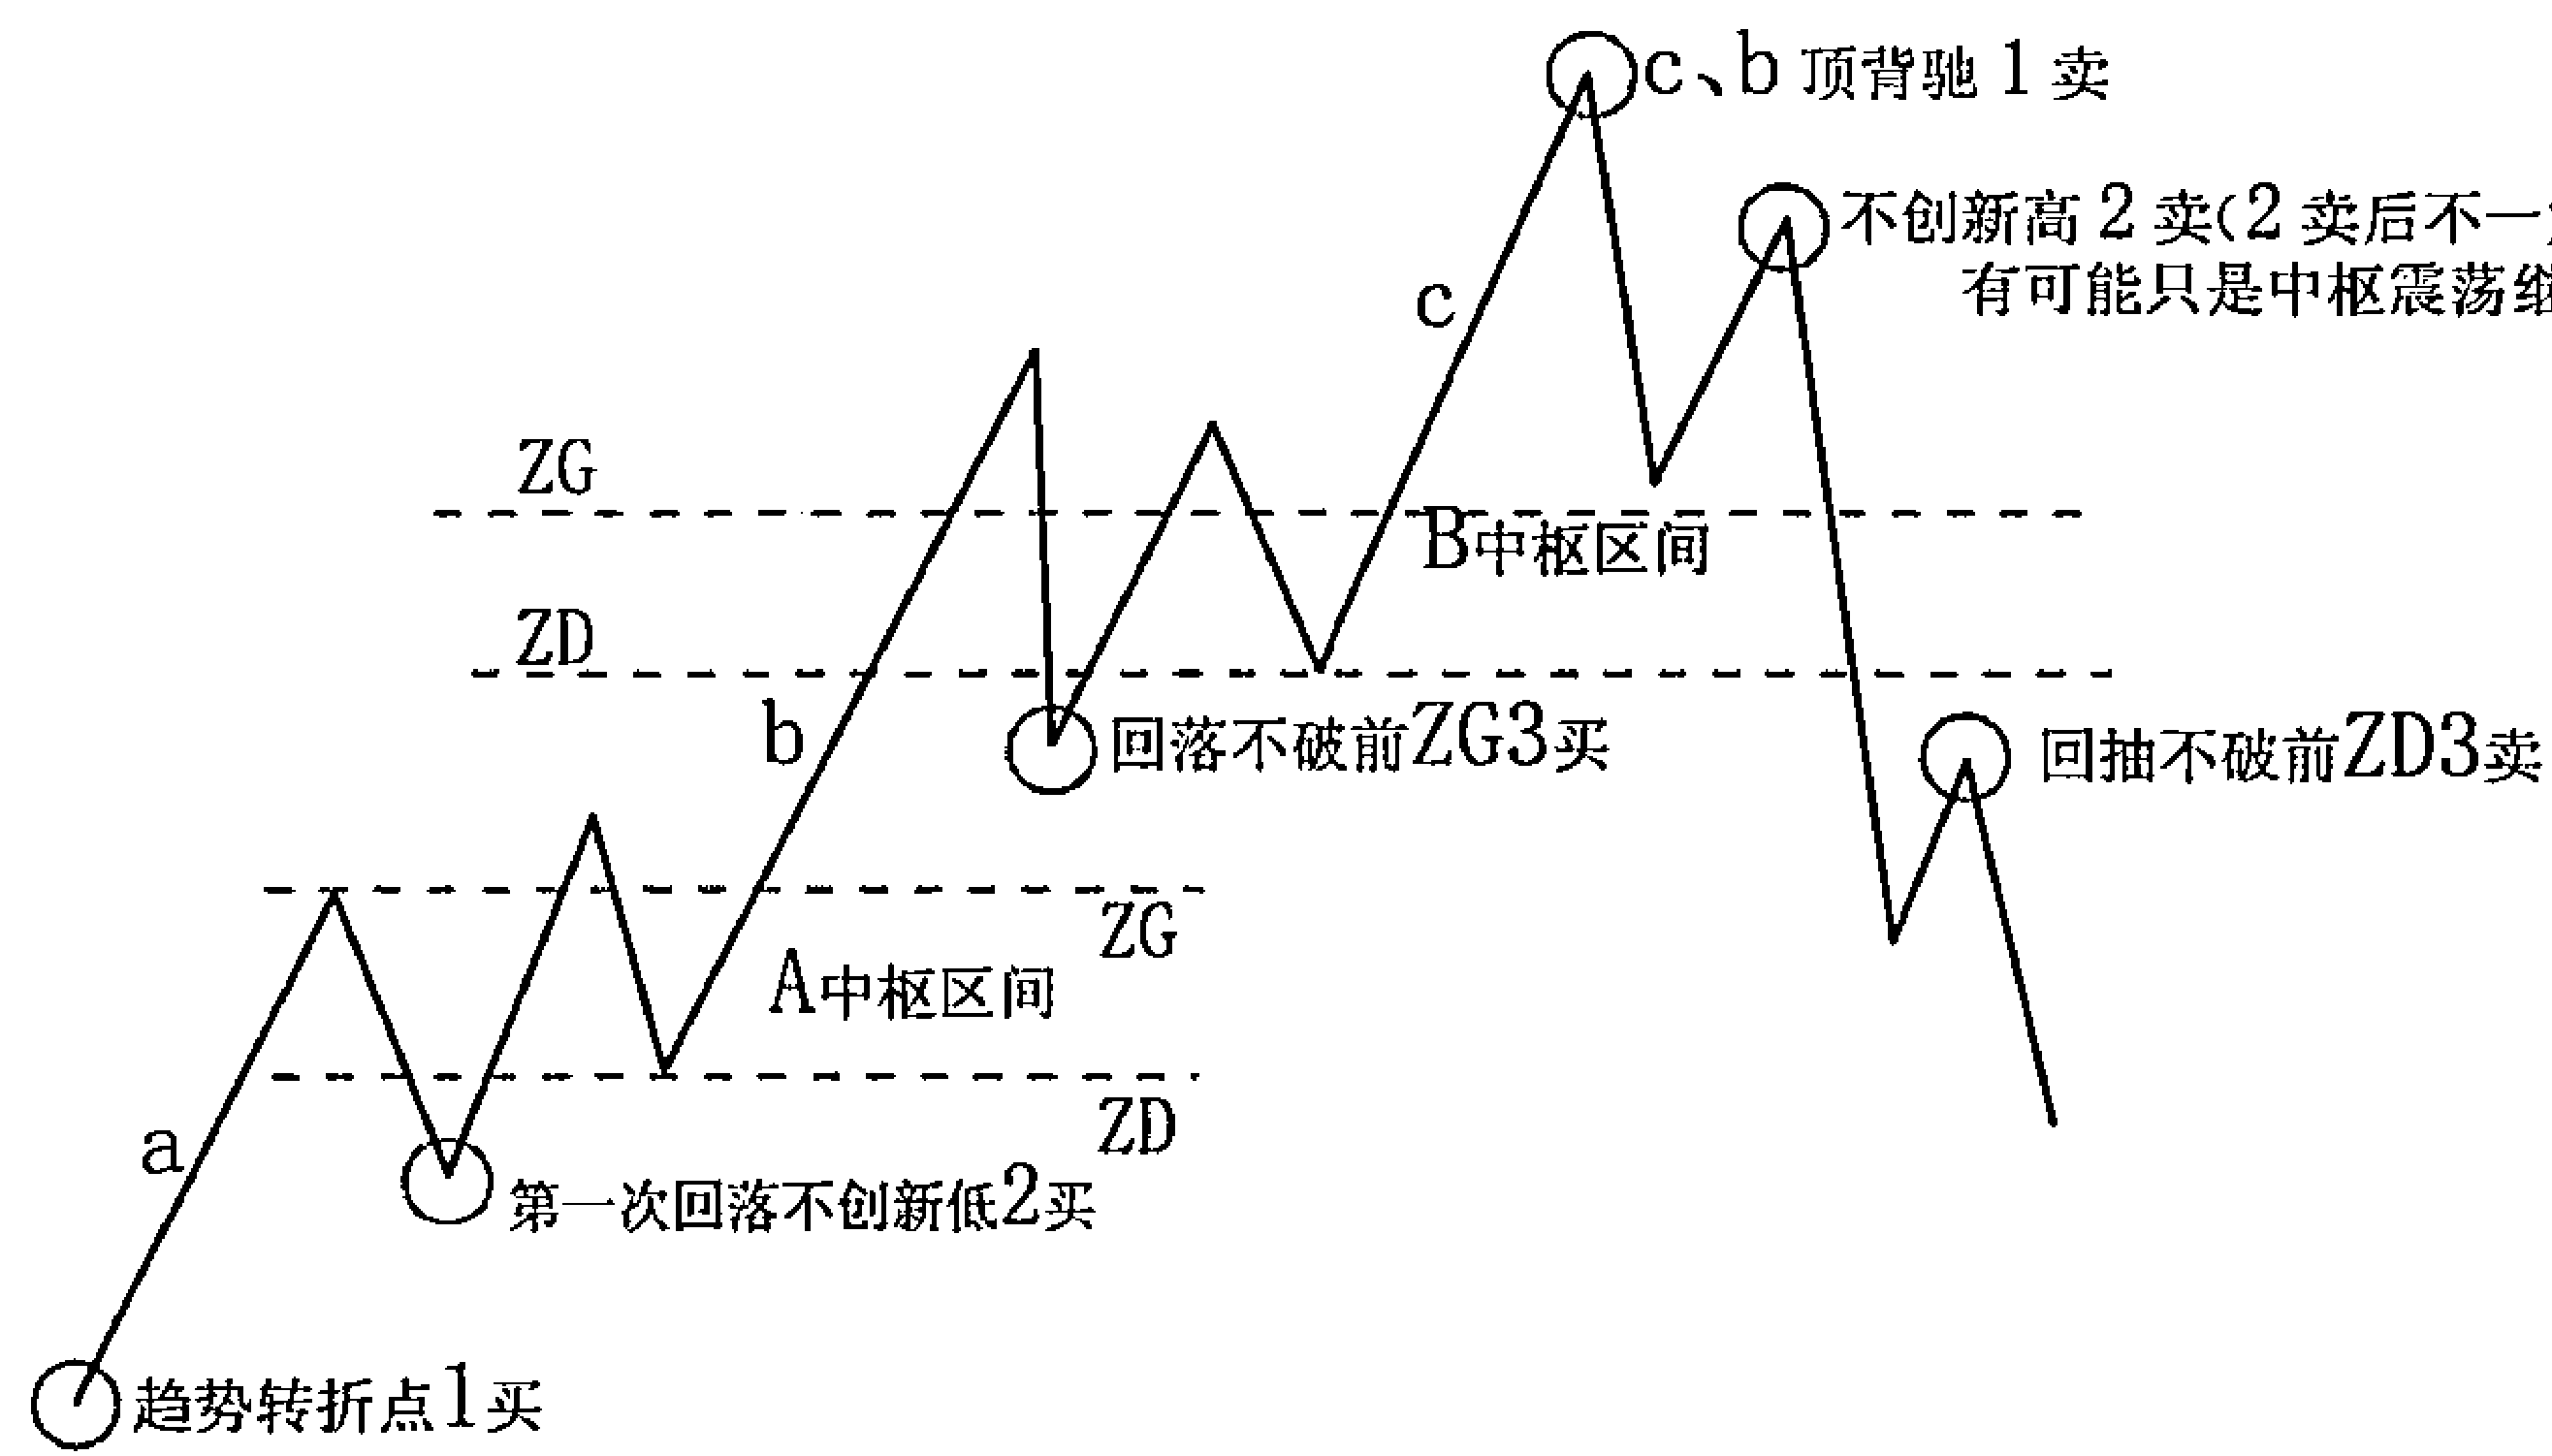 c、b顶背驰1卖
不创新高2卖(2卖后不一
有可能只是中枢震荡
c
ZG
B中枢区间
ZD
b
回落不破前ZG3买
回抽不破前ZD3卖
ZG
A中枢区间
ZD
a
第一次回落不创新低2买
趋势转折点1买